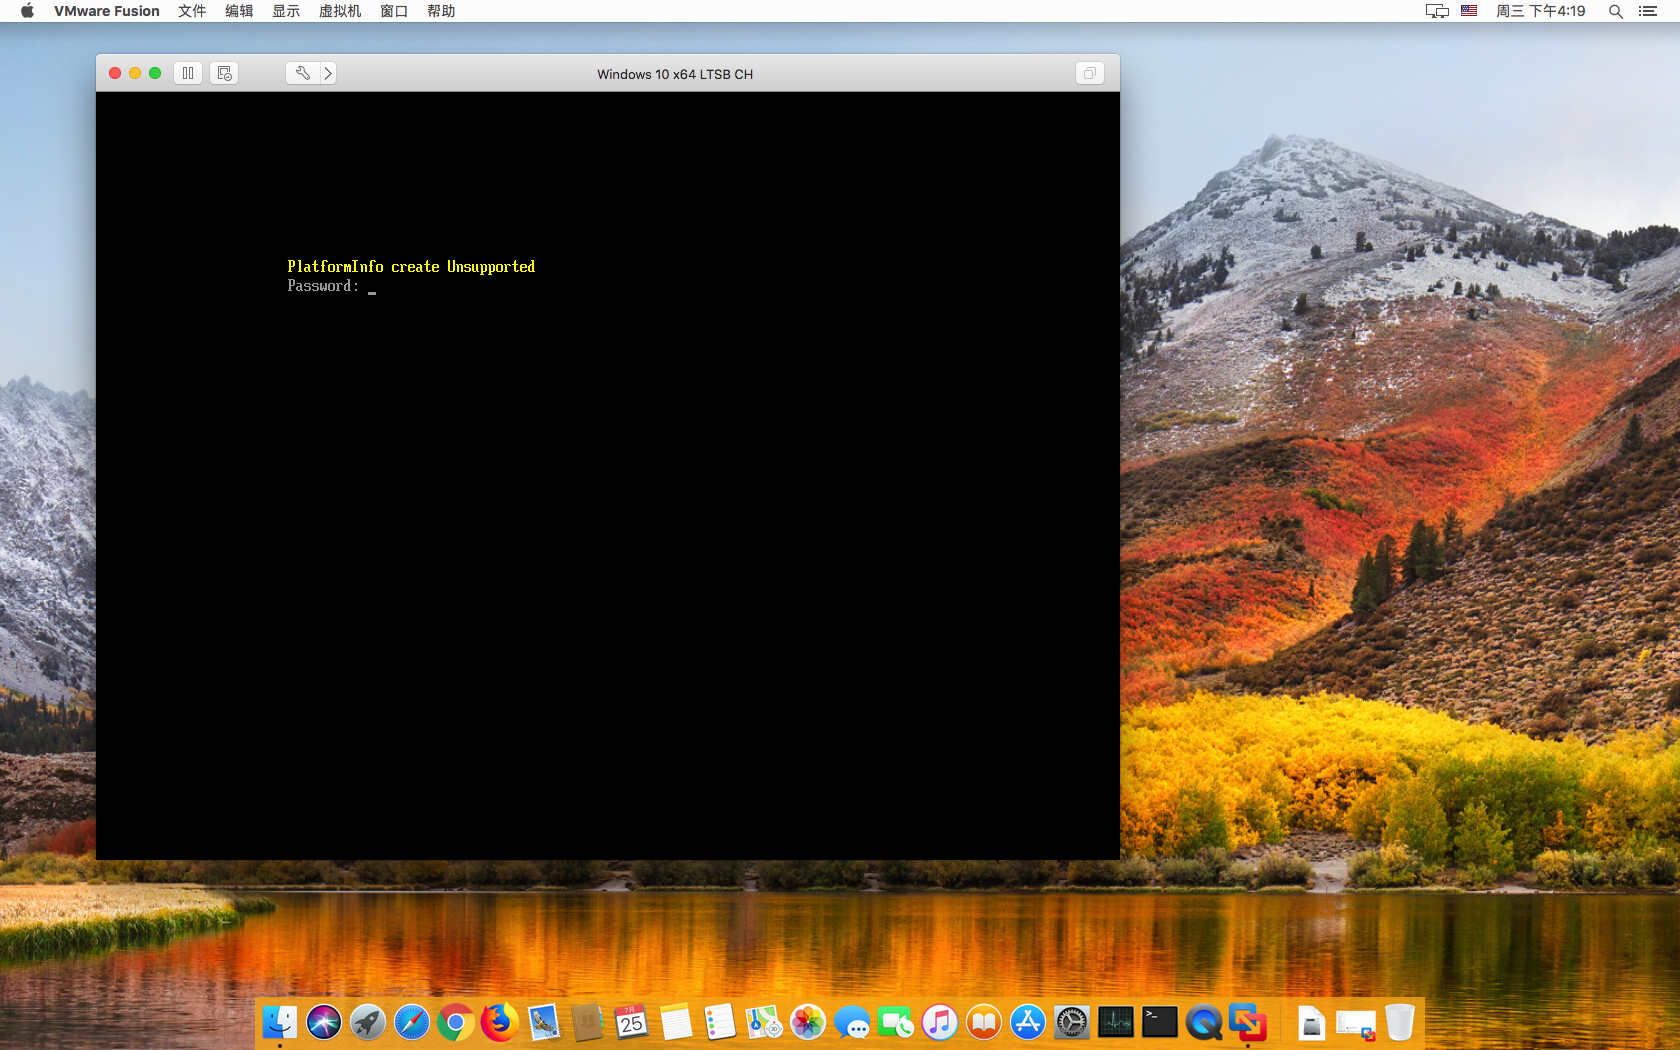 VMware Fusion 文件 编辑 显示 虚拟机 窗口 帮助 周三 下午4:19
Windows 10 x64 LTSB CH
PlatformInfo create Unsupported
Password: _
7月
25